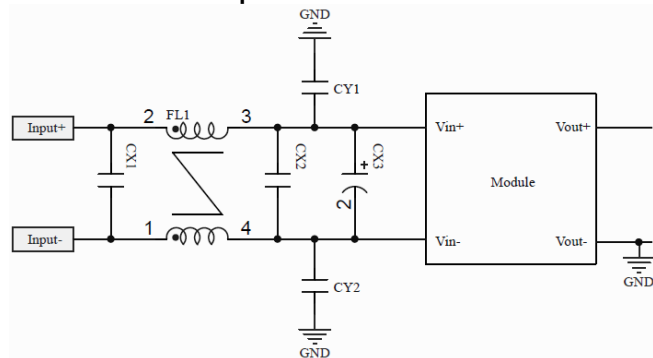 GND
CY1
Input+
2
FL1
3
Vin+
Vout+
CX1
CX2
+
CX3
Module
2
1
4
Input-
Vin-
Vout-
CY2
GND
GND